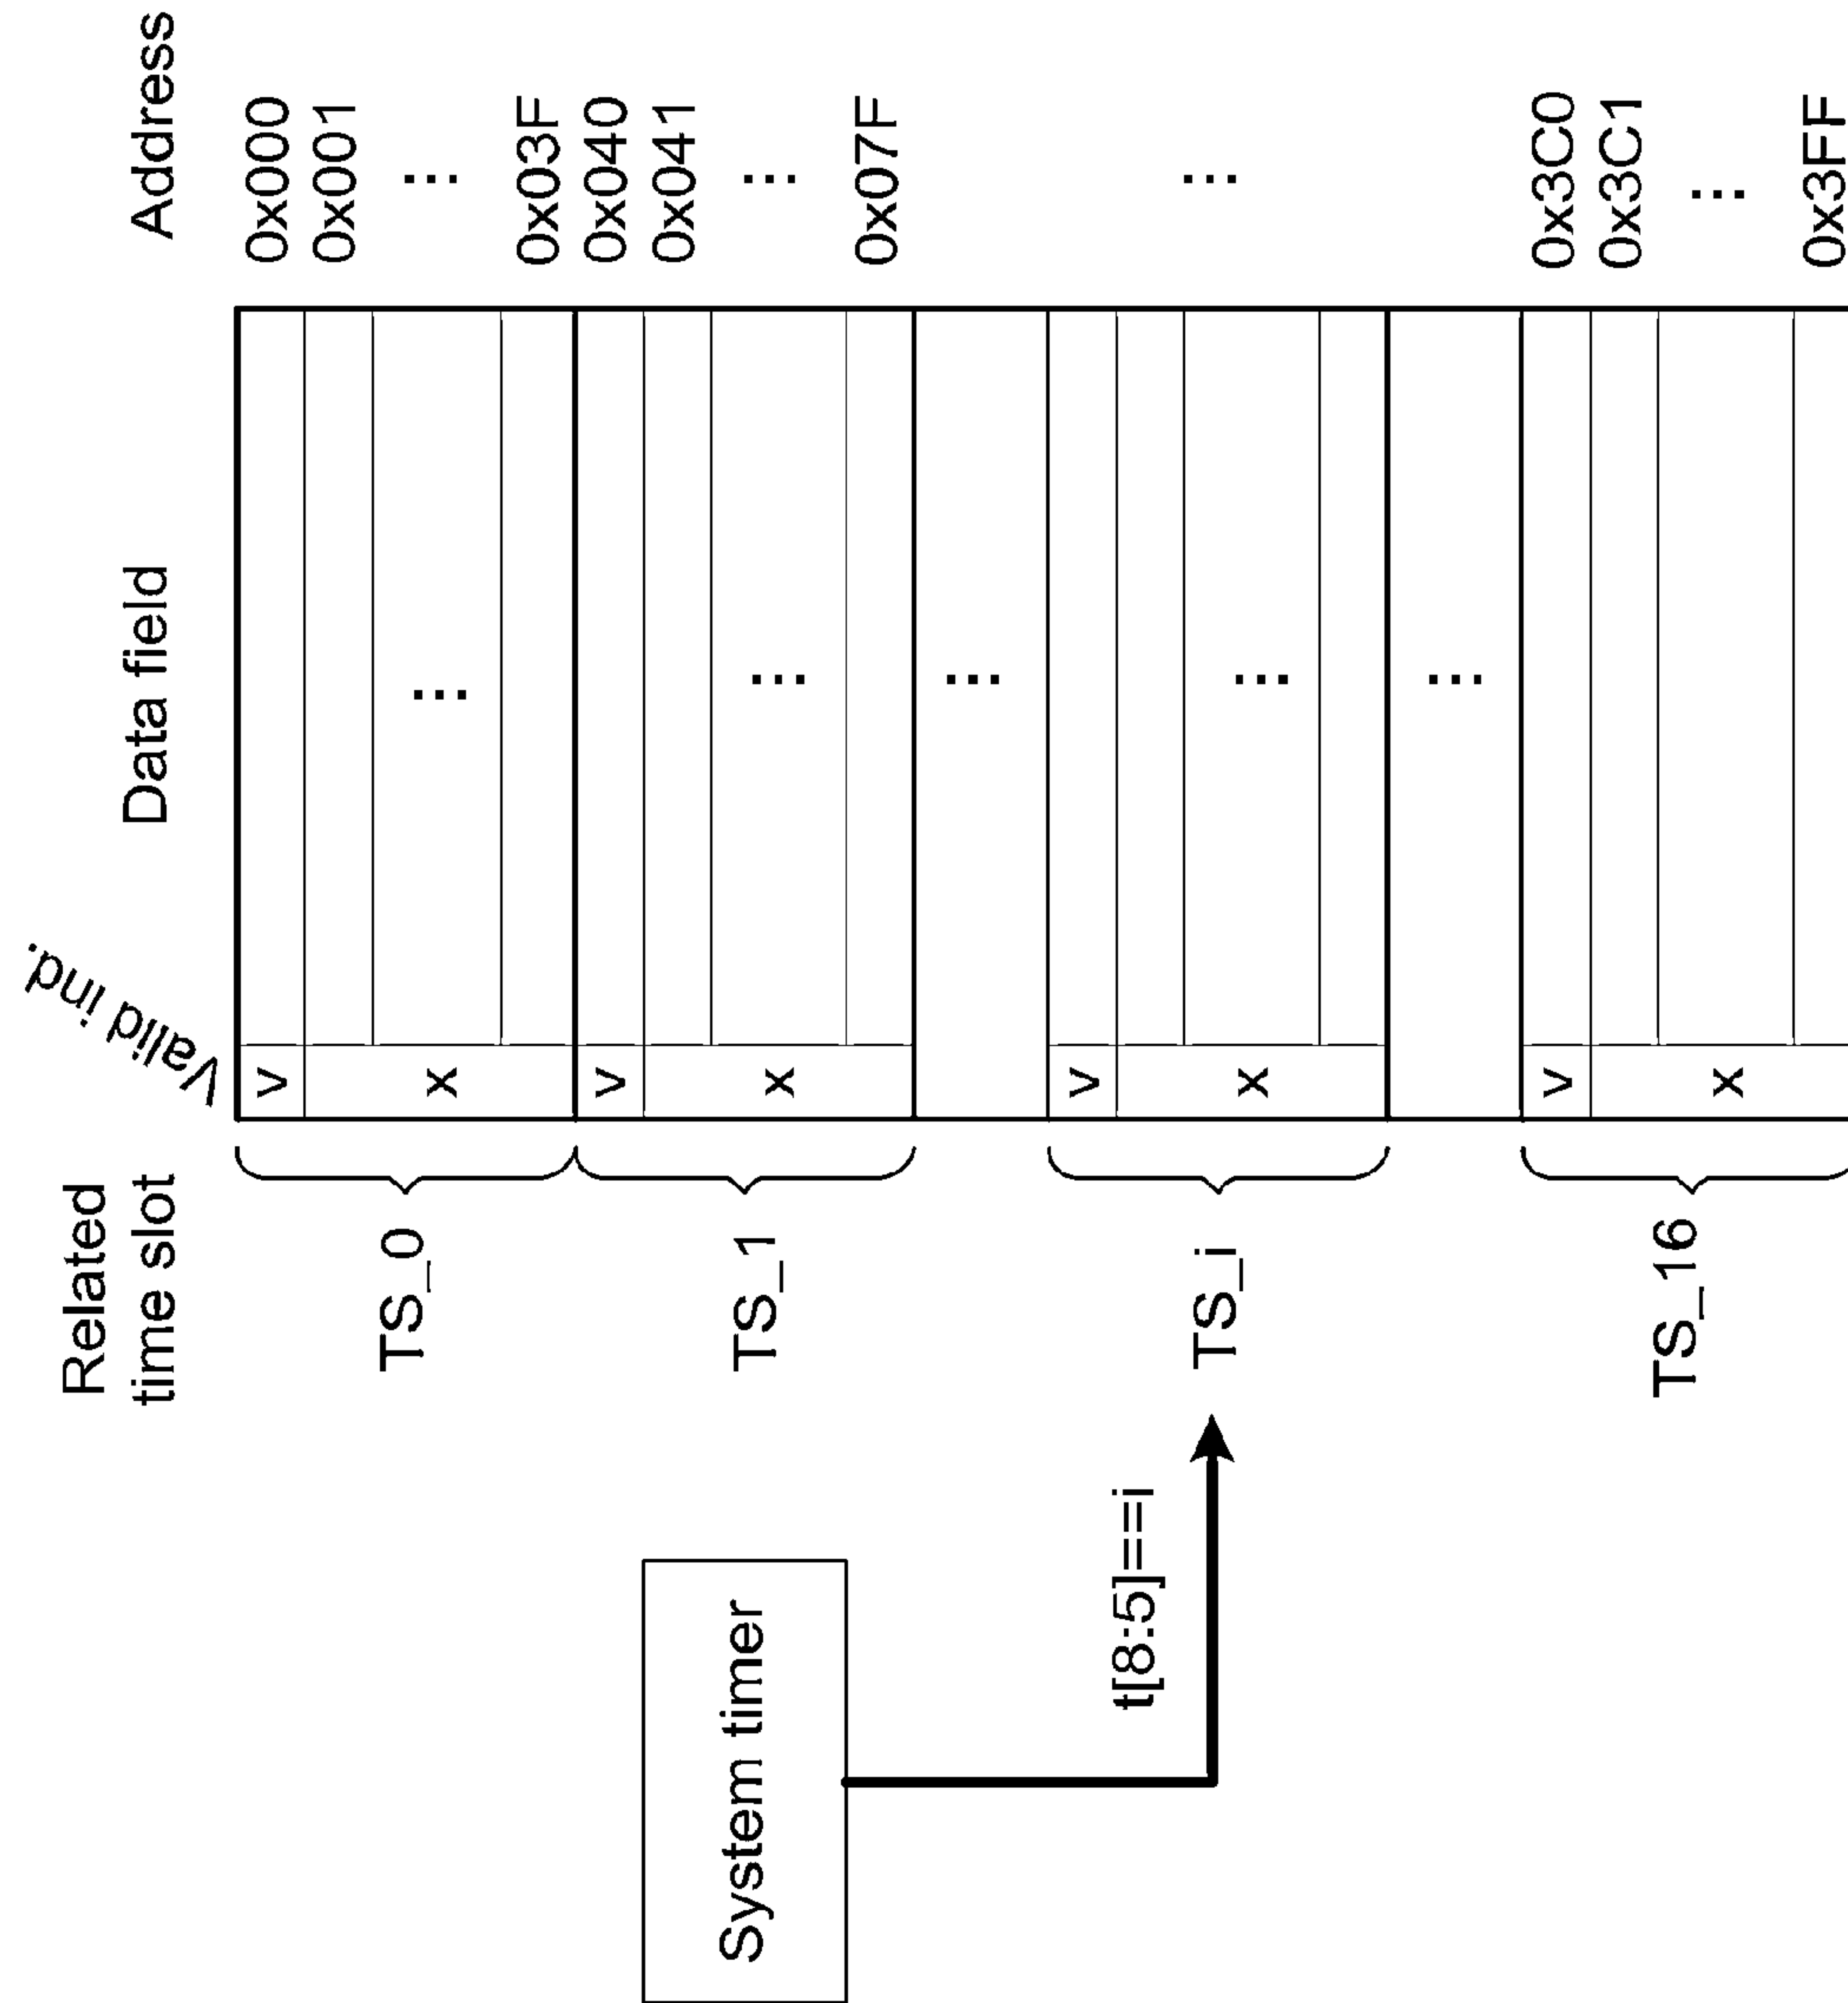 Related
time slot
Valid ind.
Data field
Address
TS_0
v
x
...
0x000
0x001
...
0x03F
TS_1
v
x
...
0x040
0x041
...
0x07F
...
System timer
t[8:5]==i
TS_i
v
x
...
...
...
TS_16
v
x
0x3C0
0x3C1
...
0x3FF